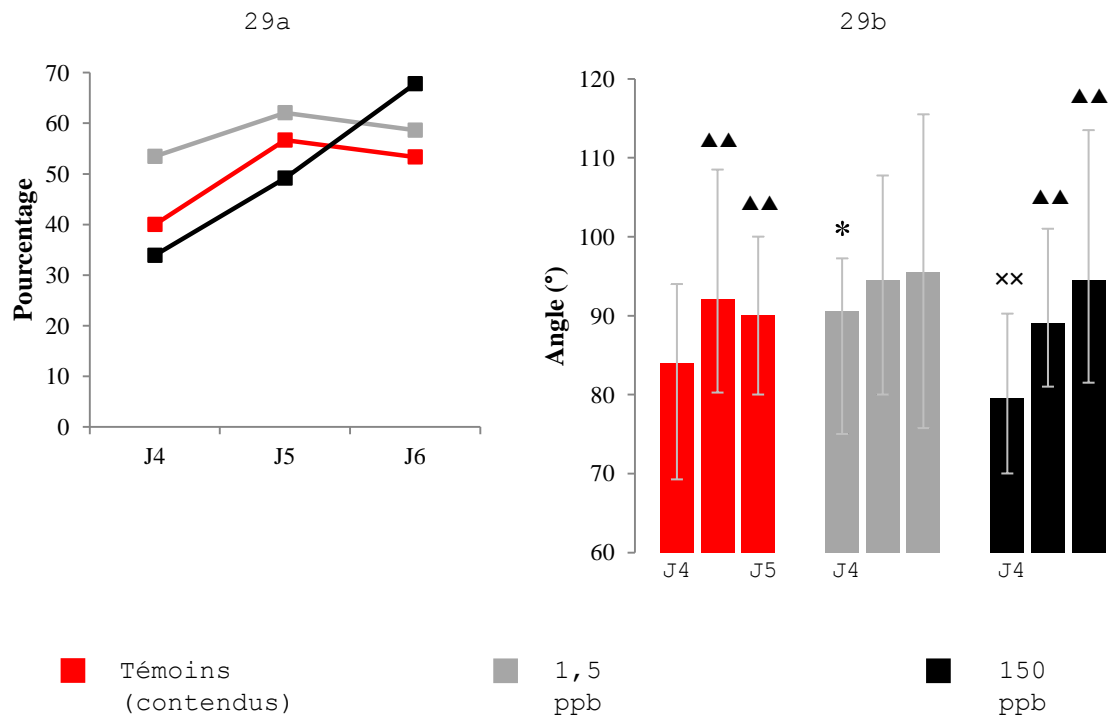 29a
29b
Pourcentage
70
60
50
40
30
20
10
0
J4 J5 J6
Angle (°)
120
110
100
90
80
70
60
▲▲
▲▲
*
××
▲▲
▲▲
J4 J5 J4 J4
Témoins
(contendus)
1,5
ppb
150
ppb